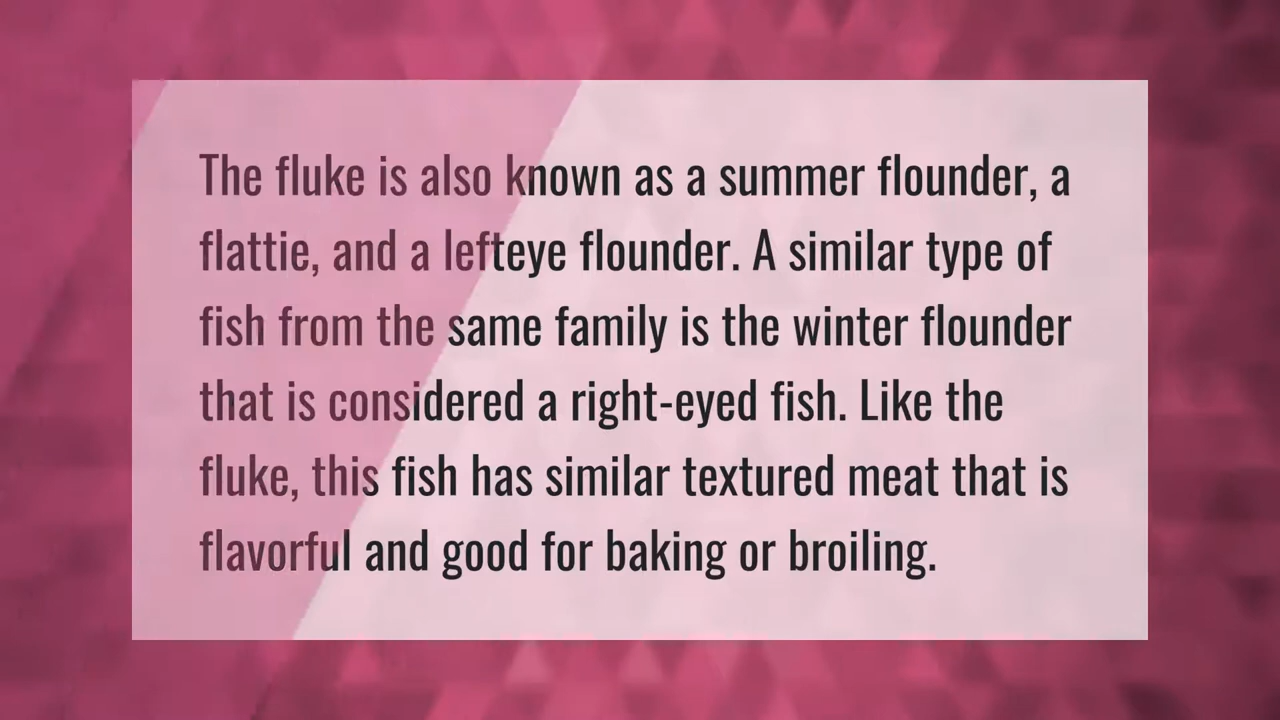 The fluke is also known as a summer flounder, a
flattie, and a lefteye flounder. A similar type of
fish from the same family is the winter flounder
that is considered a right-eyed fish. Like the
fluke, this fish has similar textured meat that is
flavorful and good for baking or broiling.